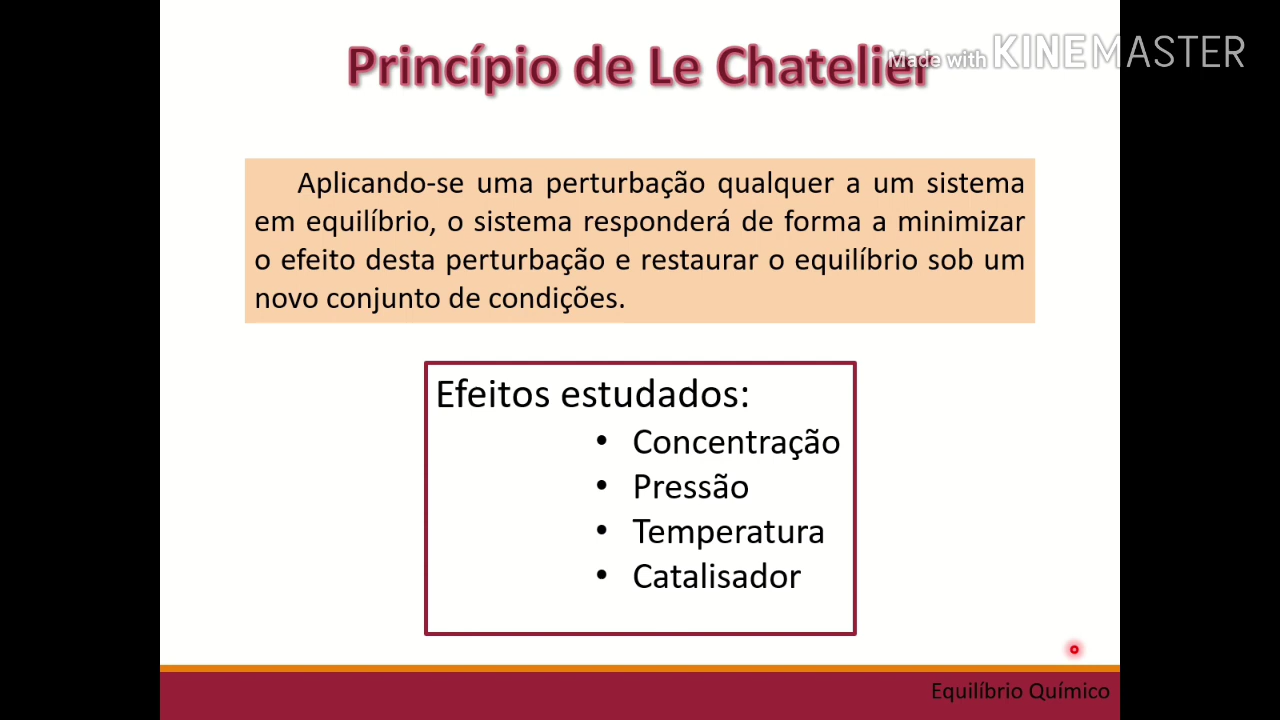 Princípio de Le Chatelier
Made with KINEMASTER
Aplicando-se uma perturbação qualquer a um sistema
em equilíbrio, o sistema responderá de forma a minimizar
o efeito desta perturbação e restaurar o equilíbrio sob um
novo conjunto de condições.
Efeitos estudados:
• Concentração
• Pressão
• Temperatura
• Catalisador
Equilíbrio Químico